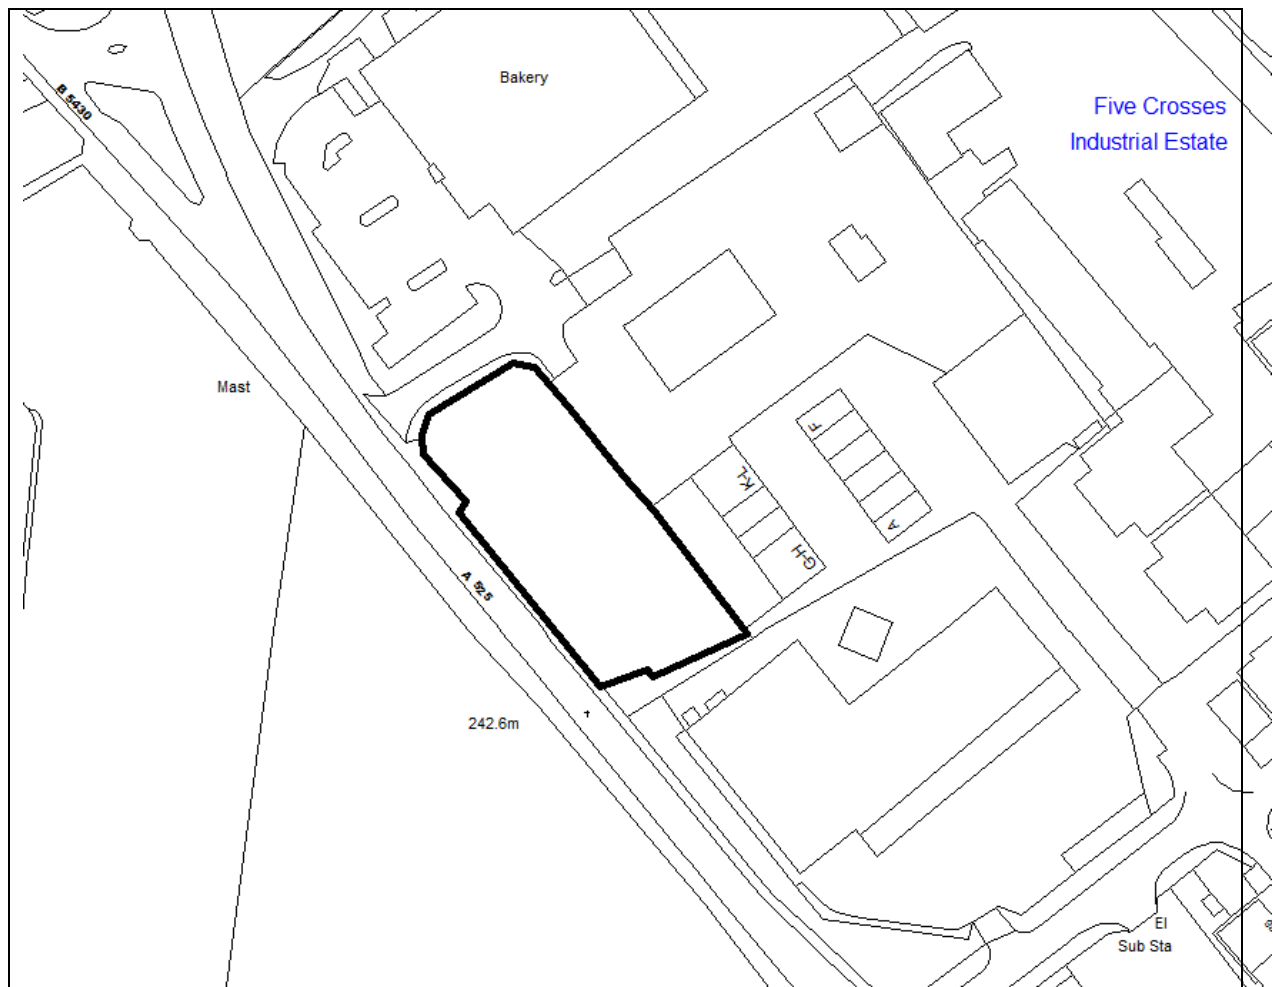 Bakery
B 5430
Five Crosses
Industrial Estate
Mast
F
K-L
A
G-H
A 525
242.6m
El
Sub Sta